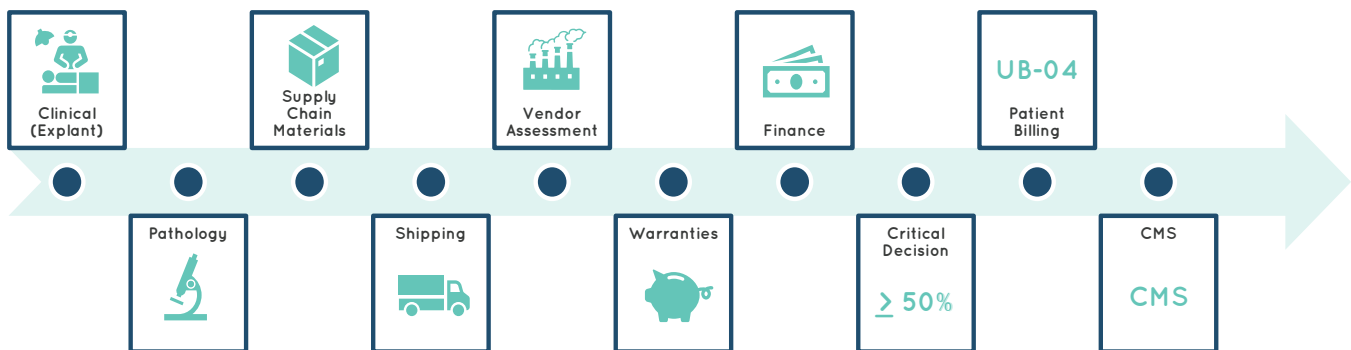 Clinical
(Explant)
Pathology
Supply
Chain
Materials
Shipping
Vendor
Assessment
Warranties
Finance
Critical
Decision
≥ 50%
UB-04
Patient
Billing
CMS
CMS